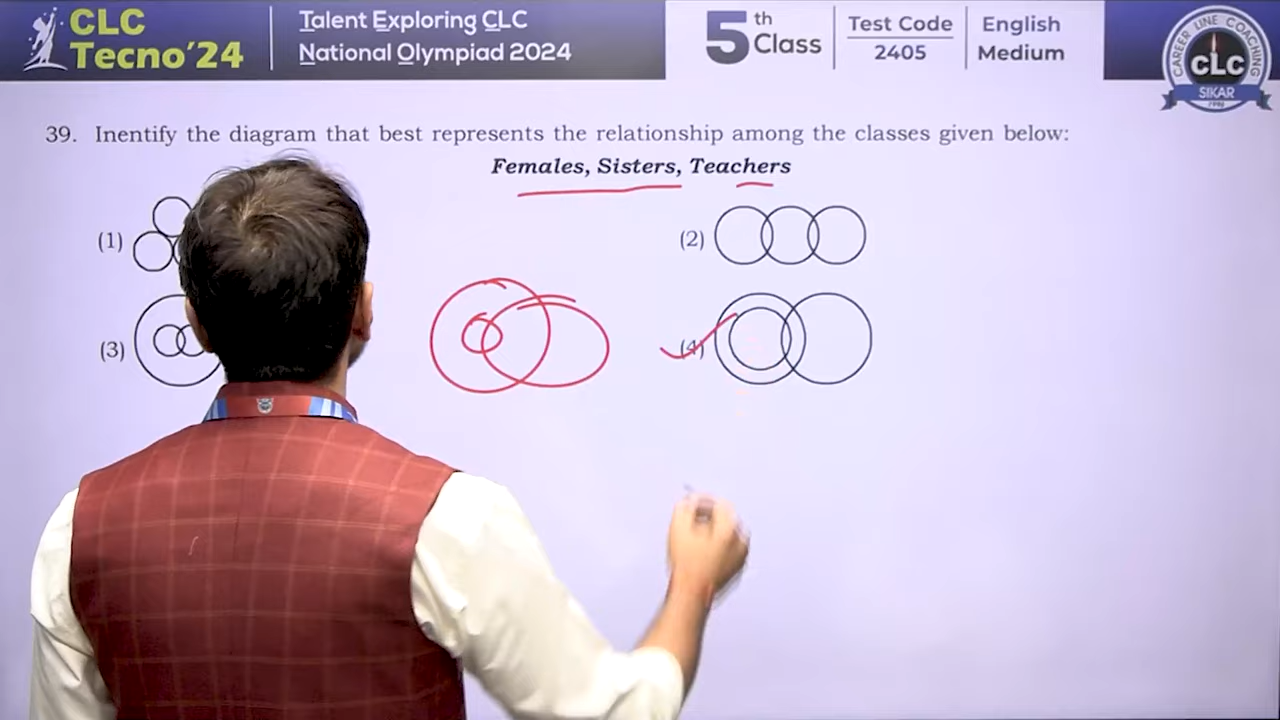 CLC
Tecno'24
Talent Exploring CLC
National Olympiad 2024
5th Class
Test Code
2405
English
Medium
CAREER LINE COACHING
CLC
SIKAR
39. Inentify the diagram that best represents the relationship among the classes given below:
Females, Sisters, Teachers
(1)
(2)
(3)
(4)